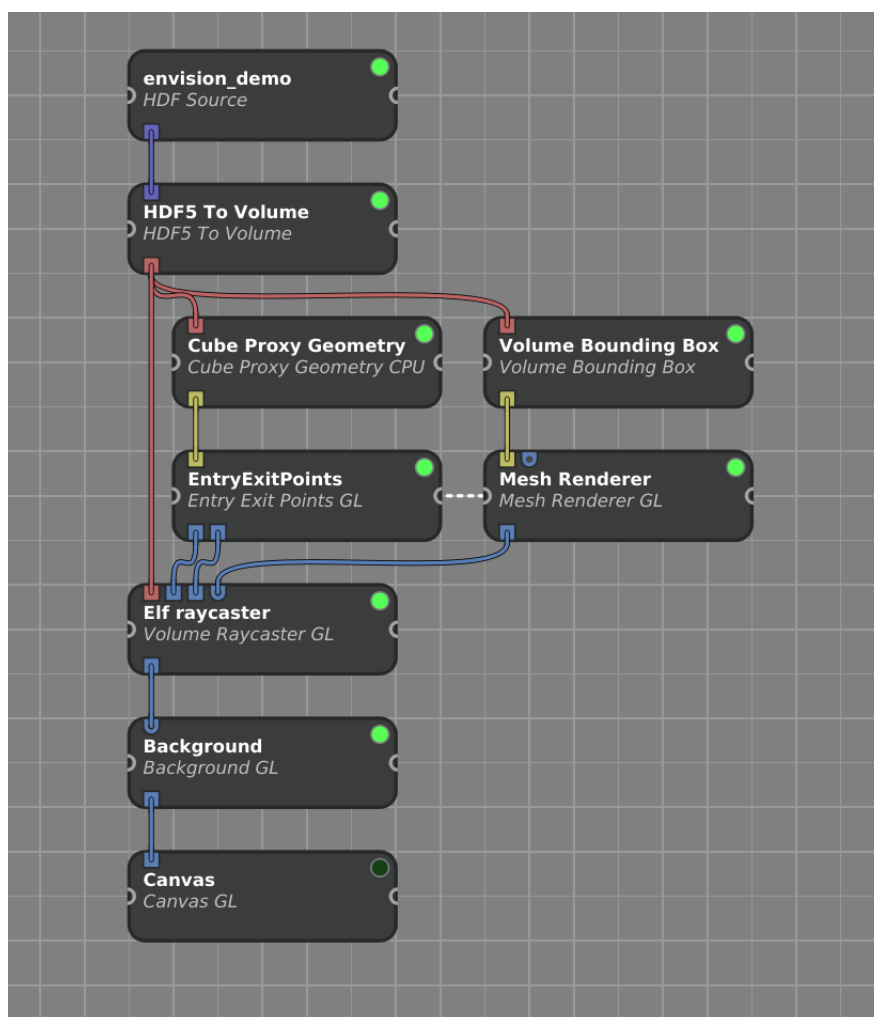 envision_demo
HDF Source
HDF5 To Volume
HDF5 To Volume
Cube Proxy Geometry
Cube Proxy Geometry CPU
Volume Bounding Box
Volume Bounding Box
EntryExitPoints
Entry Exit Points GL
Mesh Renderer
Mesh Renderer GL
Elf raycaster
Volume Raycaster GL
Background
Background GL
Canvas
Canvas GL